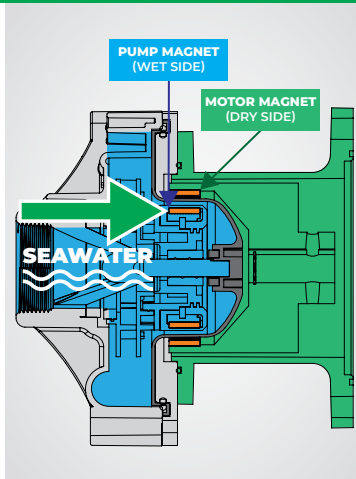 PUMP MAGNET
(WET SIDE)
MOTOR MAGNET
(DRY SIDE)
SEAWATER